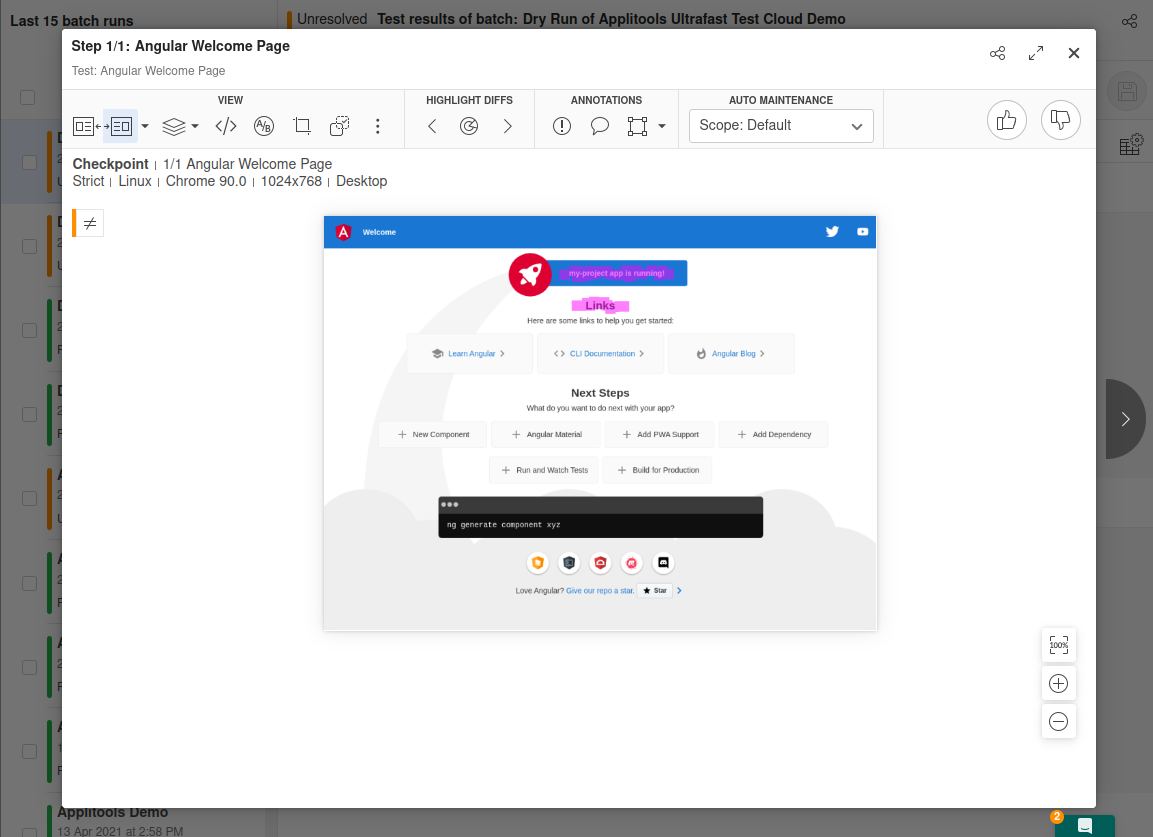 Last 15 batch runs
Unresolved Test results of batch: Dry Run of Applitools Ultrafast Test Cloud Demo
Step 1/1: Angular Welcome Page
Test: Angular Welcome Page
VIEW HIGHLIGHT DIFFS ANNOTATIONS AUTO MAINTENANCE
A/B
Scope: Default
Checkpoint | 1/1 Angular Welcome Page
Strict | Linux | Chrome 90.0 | 1024x768 | Desktop
≠
A Welcome
my-project app is running!
Links
Here are some links to help you get started:
Learn Angular CLI Documentation Angular Blog
Next Steps
What do you want to do next with your app?
New Component Angular Material Add PWA Support Add Dependency
Run and Watch Tests Build for Production
ng generate component xyz
Love Angular? Give our repo a star. Star
100%
Applitools Demo
13 Apr 2021 at 2:58 PM
2